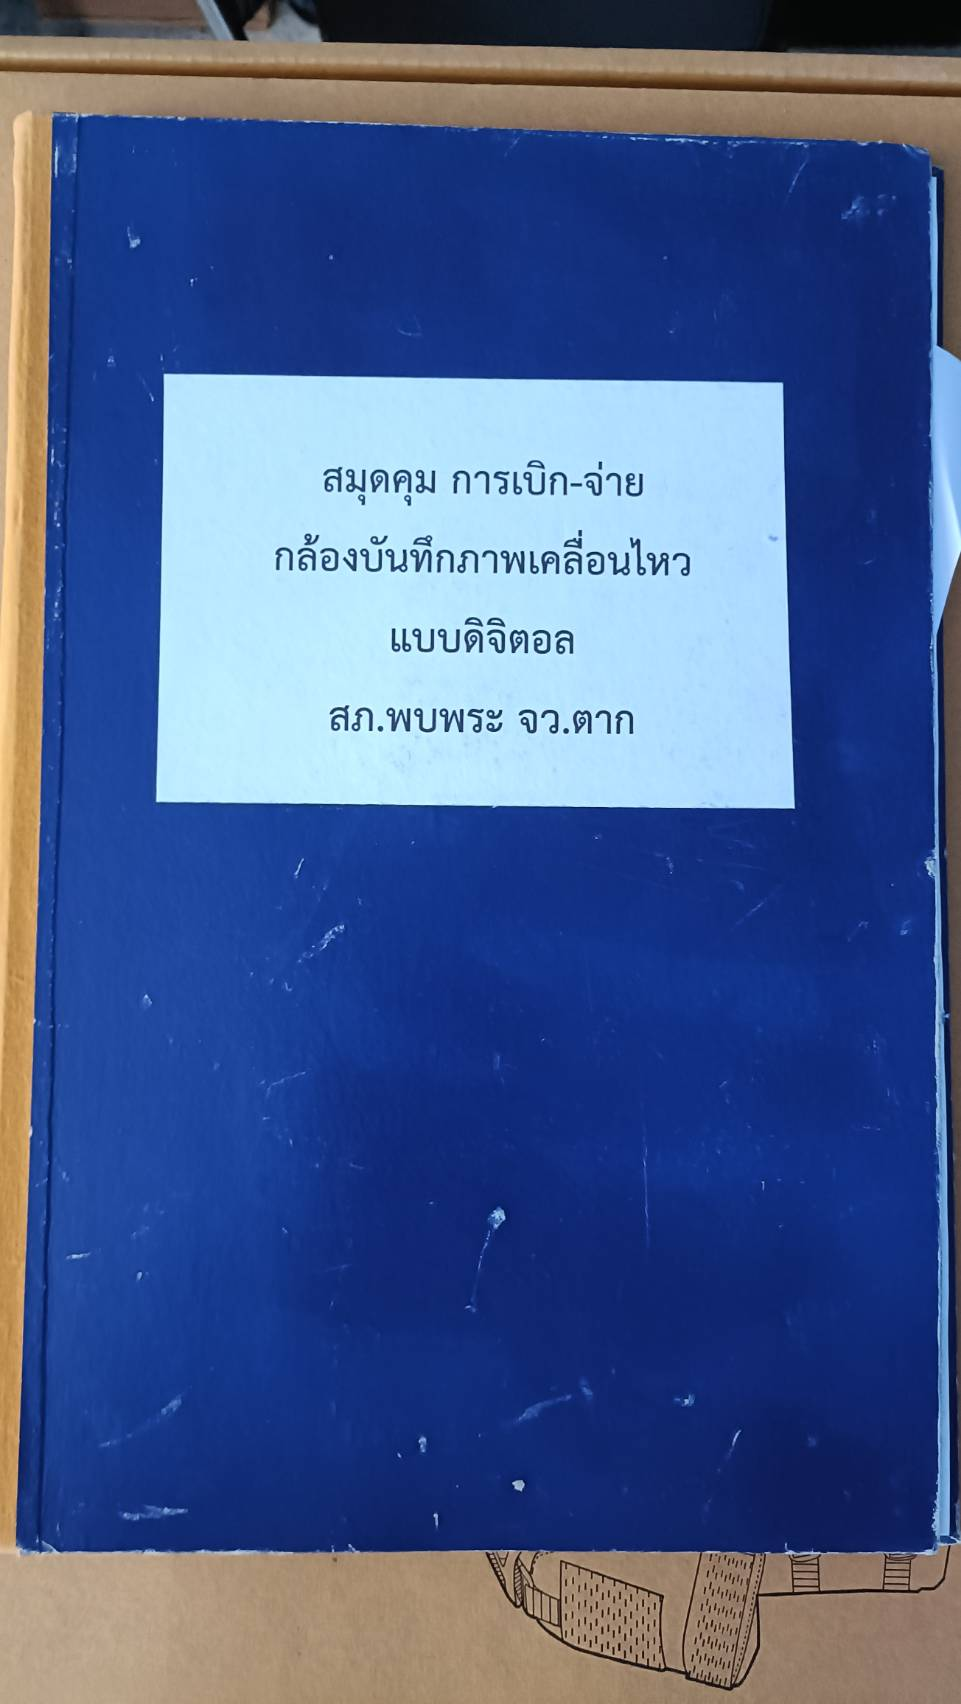 สมุดคุม การเบิก-จ่าย
กล้องบันทึกภาพเคลื่อนไหว
แบบดิจิตอล
สภ.พบพระ จว.ตาก